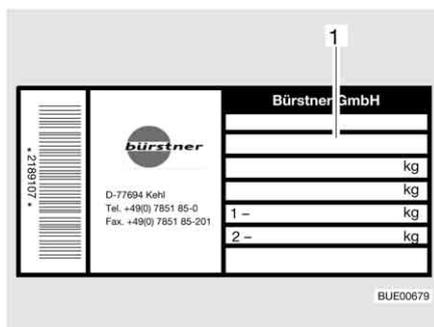 1
Bürstner GmbH
*2189107*
bürstner
D-77694 Kehl
Tel. +49(0) 7851 85-0
Fax. +49(0) 7851 85-201
kg
kg
1 – kg
2 – kg
BUE00679